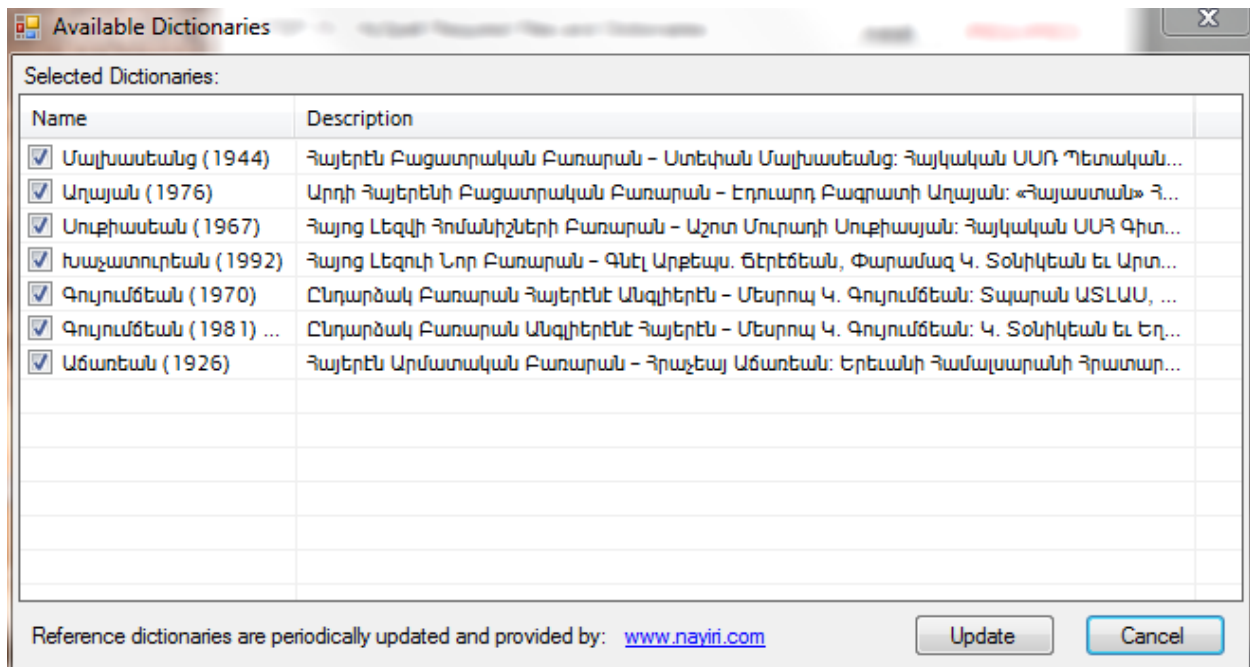 Available Dictionaries
Selected Dictionaries:
Name Description
Մալխասեանց (1944) Հայերէն Բացատրական Բառարան – Ստեփան Մալխասեանց: Հայկական ՍՍՌ Պետական...
Աղայան (1976) Արդի Հայերենի Բացատրական Բառարան – Էդուարդ Բագրատի Աղայան: «Հայաստան» Հ...
Սուքիասեան (1967) Հայոց Լեզվի Հոմանիշների Բառարան – Աշոտ Մուրադի Սուքիասյան: Հայկական ՍՍՀ Գիտ...
Խաչատուրեան (1992) Հայոց Լեզուի Նոր Բառարան – Գնէլ Արքեպս. Ճէրէճեան, Փարամազ Կ. Տօնիկեան եւ Արտ...
Գույումճեան (1970) Ընդարձակ Բառարան Հայերէնէ Անգլիերէն – Մեսրոպ Կ. Գույումճեան: Տպարան ԱՏԼԱՍ, ...
Գույումճեան (1981) ... Ընդարձակ Բառարան Անգլիերէնէ Հայերէն – Մեսրոպ Կ. Գույումճեան: Կ. Տօնիկեան եւ Եղ...
Աճառեան (1926) Հայերէն Արմատական Բառարան – Հրաչեայ Աճառեան: Երեւանի Համալսարանի Հրատար...
Reference dictionaries are periodically updated and provided by: www.nayiri.com Update Cancel